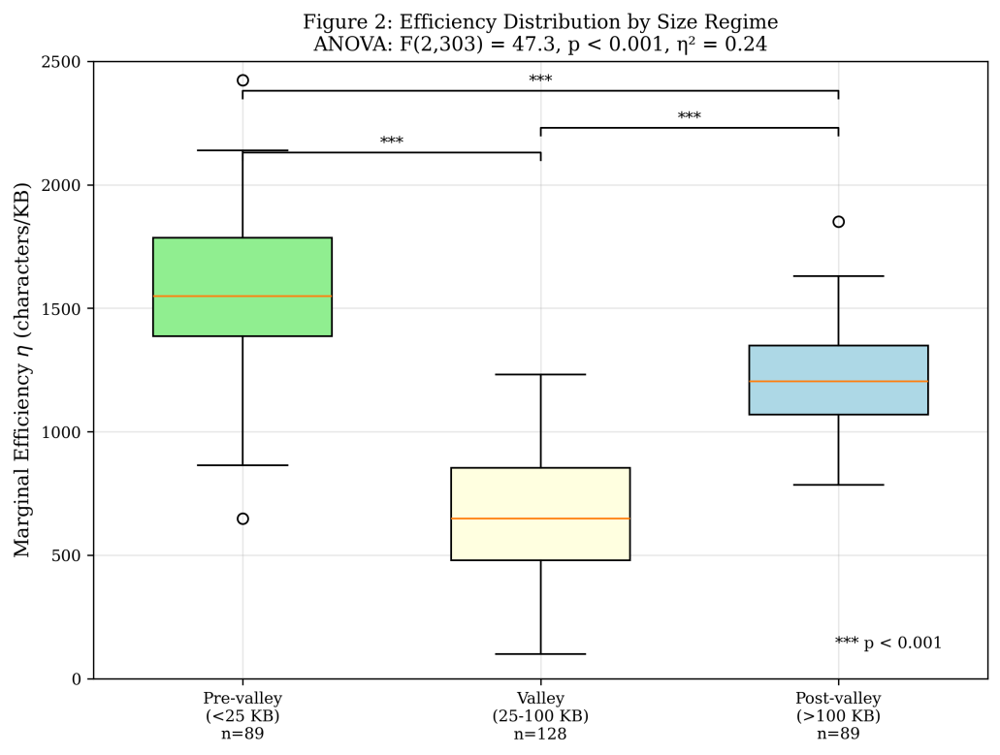 Figure 2: Efficiency Distribution by Size Regime
ANOVA: F(2,303) = 47.3, p < 0.001, η² = 0.24
Marginal Efficiency η (characters/KB)
2500
2000
1500
1000
500
0
***
***
***
*** p < 0.001
Pre-valley
(<25 KB)
n=89
Valley
(25-100 KB)
n=128
Post-valley
(>100 KB)
n=89